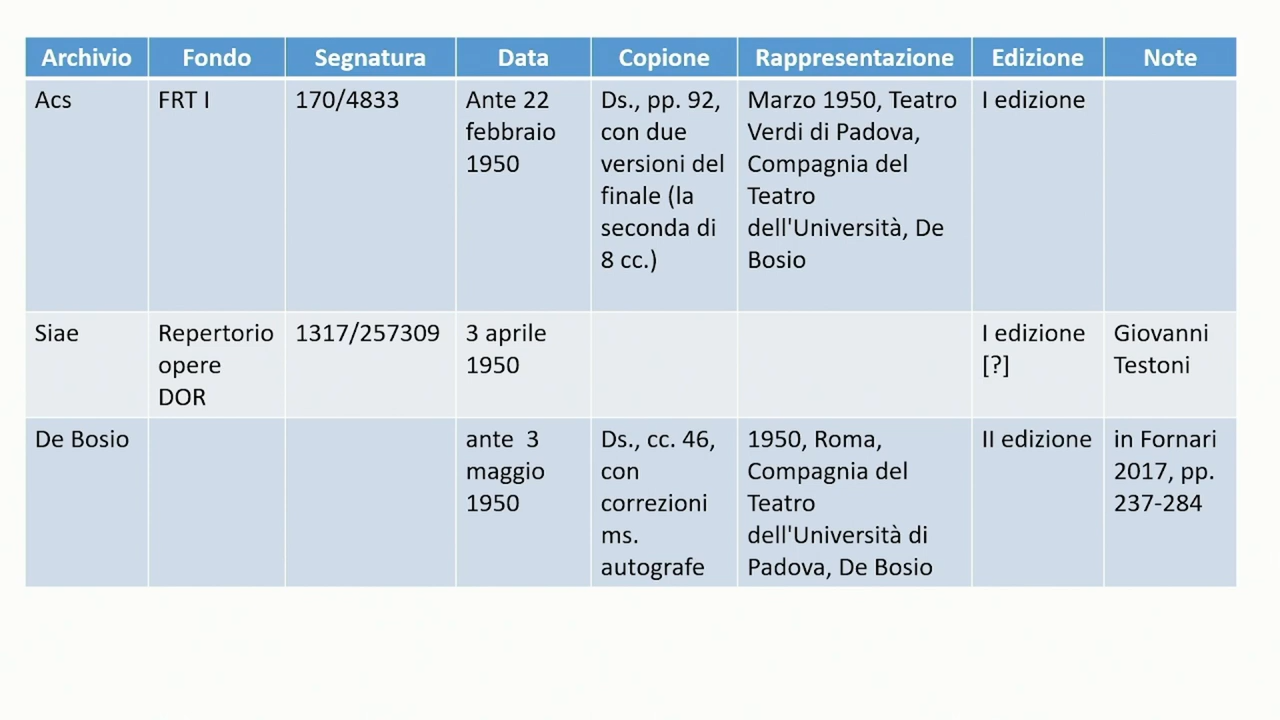 Archivio Fondo Segnatura Data Copione Rappresentazione Edizione Note
Acs
FRT I
170/4833
Ante 22
febbraio
1950
Ds., pp. 92,
con due
versioni del
finale (la
seconda di
8 cc.)
Marzo 1950, Teatro
Verdi di Padova,
Compagnia del
Teatro
dell'Università, De
Bosio
I edizione
Siae
Repertorio
opere
DOR
1317/257309
3 aprile
1950
I edizione
[?]
Giovanni
Testoni
De Bosio
ante  3
maggio
1950
Ds., cc. 46,
con
correzioni
ms.
autografe
1950, Roma,
Compagnia del
Teatro
dell'Università di
Padova, De Bosio
II edizione
in Fornari
2017, pp.
237-284